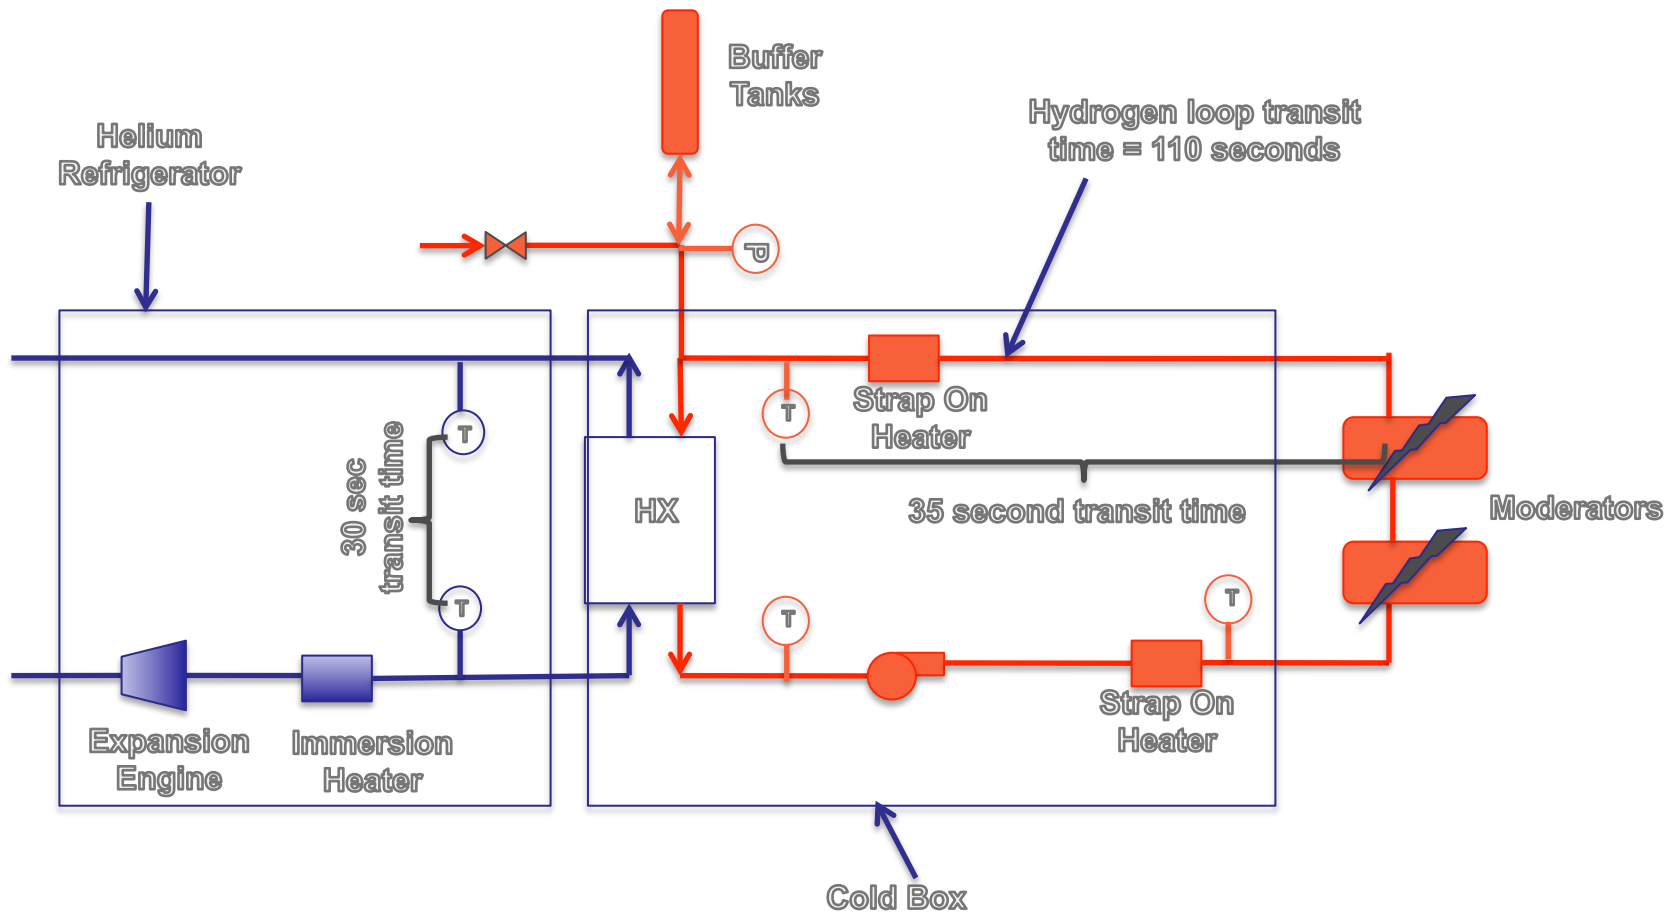 Buffer
Tanks
Hydrogen loop transit
time = 110 seconds
Helium
Refrigerator
P
T
T
Strap On
Heater
30 sec
transit time
HX
35 second transit time
Moderators
T
T
T
Strap On
Heater
Expansion
Engine
Immersion
Heater
Cold Box